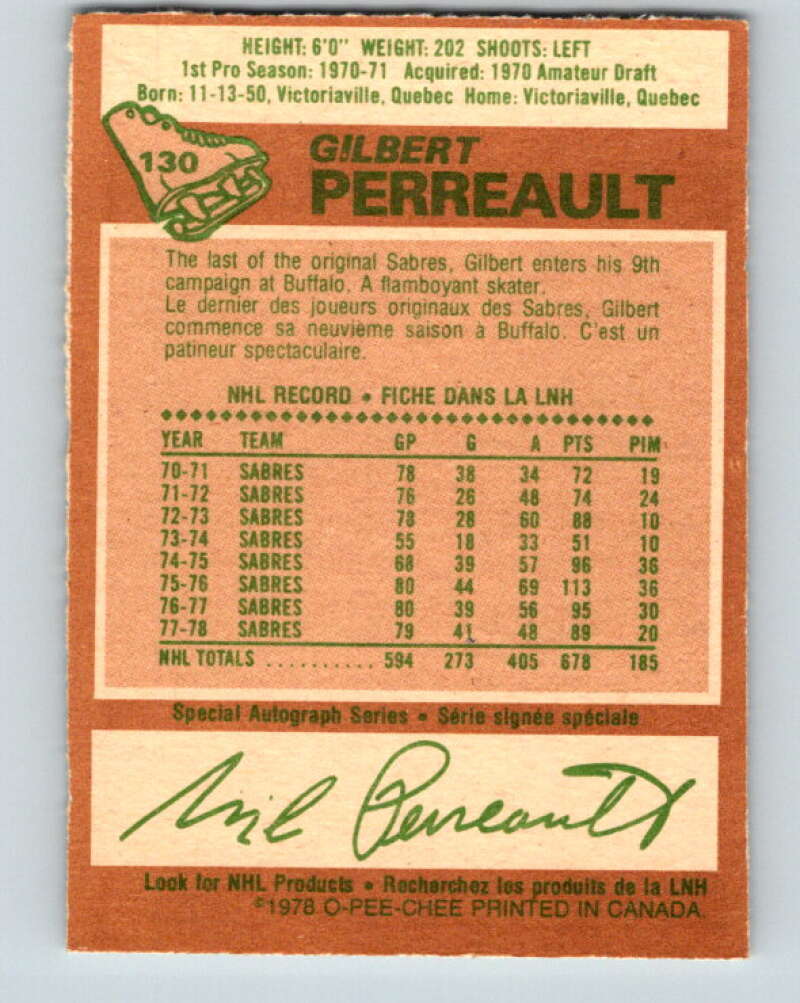 HEIGHT: 6'0" WEIGHT: 202 SHOOTS: LEFT
1st Pro Season: 1970-71 Acquired: 1970 Amateur Draft
Born: 11-13-50, Victoriaville, Quebec Home: Victoriaville, Quebec
130
GILBERT
PERREAULT
The last of the original Sabres, Gilbert enters his 9th
campaign at Buffalo. A flamboyant skater.
Le dernier des joueurs originaux des Sabres, Gilbert
commence sa neuvième saison à Buffalo. C'est un
patineur spectaculaire.
NHL RECORD • FICHE DANS LA LNH
YEAR TEAM GP G A PTS PIM
70-71 SABRES 78 38 34 72 19
71-72 SABRES 76 26 48 74 24
72-73 SABRES 78 28 60 88 10
73-74 SABRES 55 18 33 51 10
74-75 SABRES 68 39 57 96 36
75-76 SABRES 80 44 69 113 36
76-77 SABRES 80 39 56 95 30
77-78 SABRES 79 41 48 89 20
NHL TOTALS .......... 594 273 405 678 185
Special Autograph Series • Série signée spéciale
Gil Perreault
Look for NHL Products • Recherchez les produits de la LNH
©1978 O-PEE-CHEE PRINTED IN CANADA.